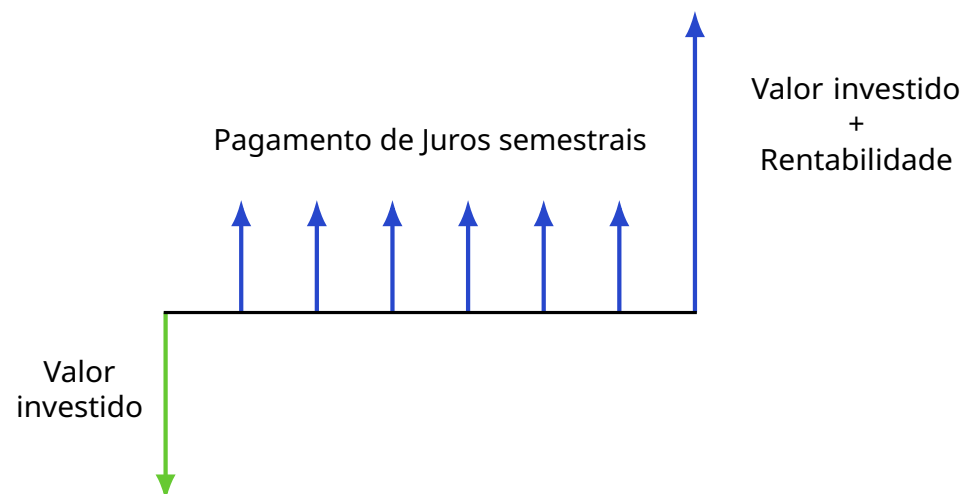 Valor investido
+
Rentabilidade
Pagamento de Juros semestrais
Valor
investido